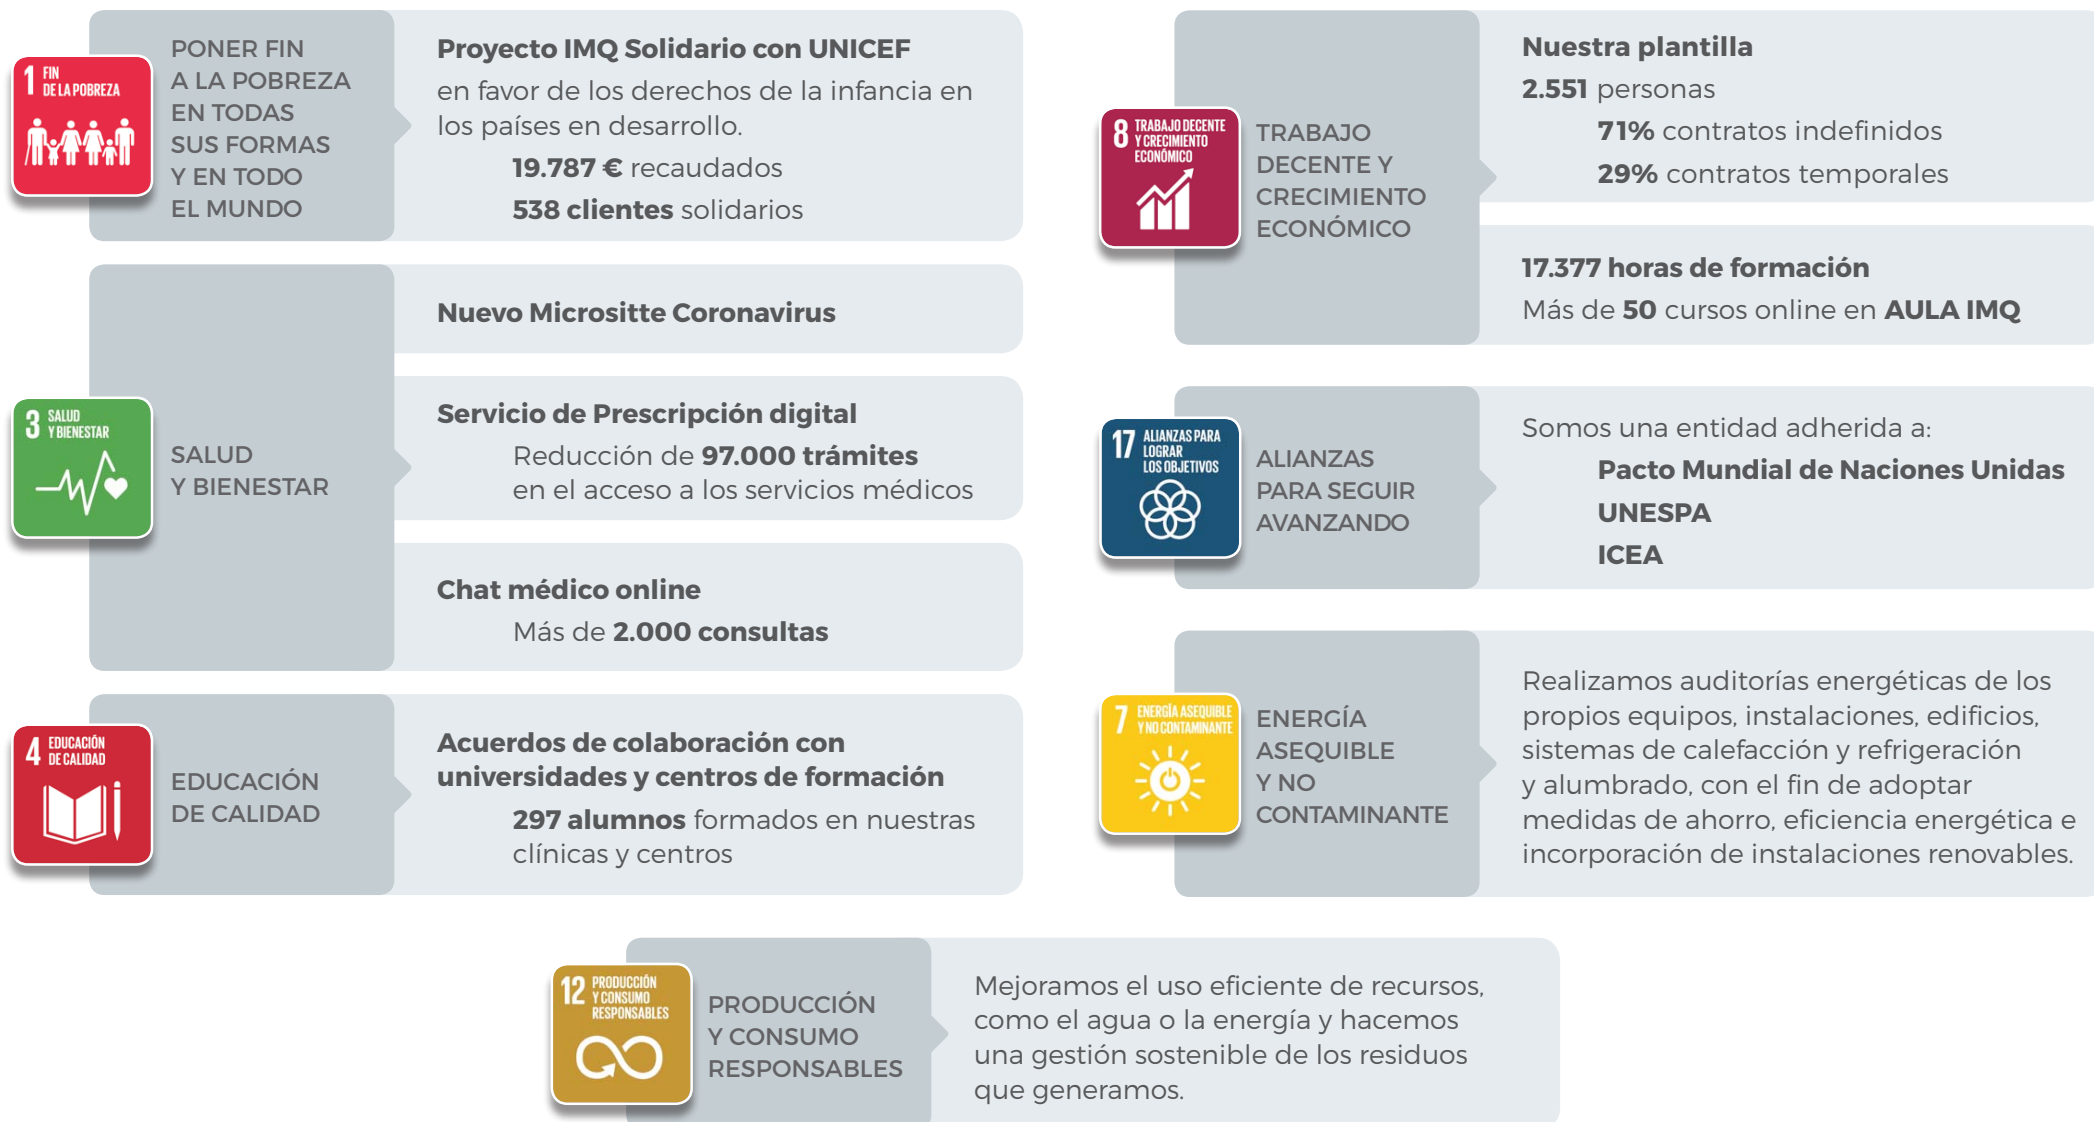 1 FIN
DE LA POBREZA
PONER FIN
A LA POBREZA
EN TODAS
SUS FORMAS
Y EN TODO
EL MUNDO
Proyecto IMQ Solidario con UNICEF
en favor de los derechos de la infancia en
los países en desarrollo.
19.787 € recaudados
538 clientes solidarios
3 SALUD
Y BIENESTAR
SALUD
Y BIENESTAR
Nuevo Micrositte Coronavirus
Servicio de Prescripción digital
Reducción de 97.000 trámites
en el acceso a los servicios médicos
Chat médico online
Más de 2.000 consultas
4 EDUCACIÓN
DE CALIDAD
EDUCACIÓN
DE CALIDAD
Acuerdos de colaboración con
universidades y centros de formación
297 alumnos formados en nuestras
clínicas y centros
8 TRABAJO DECENTE
Y CRECIMIENTO
ECONÓMICO
TRABAJO
DECENTE Y
CRECIMIENTO
ECONÓMICO
Nuestra plantilla
2.551 personas
71% contratos indefinidos
29% contratos temporales
17.377 horas de formación
Más de 50 cursos online en AULA IMQ
17 ALIANZAS PARA
LOGRAR
LOS OBJETIVOS
ALIANZAS
PARA SEGUIR
AVANZANDO
Somos una entidad adherida a:
Pacto Mundial de Naciones Unidas
UNESPA
ICEA
7 ENERGÍA ASEQUIBLE
Y NO CONTAMINANTE
ENERGÍA
ASEQUIBLE
Y NO
CONTAMINANTE
Realizamos auditorías energéticas de los
propios equipos, instalaciones, edificios,
sistemas de calefacción y refrigeración
y alumbrado, con el fin de adoptar
medidas de ahorro, eficiencia energética e
incorporación de instalaciones renovables.
12 PRODUCCIÓN
Y CONSUMO
RESPONSABLES
PRODUCCIÓN
Y CONSUMO
RESPONSABLES
Mejoramos el uso eficiente de recursos,
como el agua o la energía y hacemos
una gestión sostenible de los residuos
que generamos.